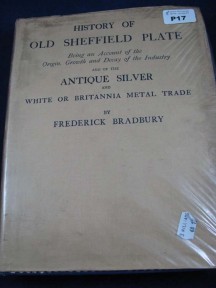 P17
HISTORY OF
OLD SHEFFIELD PLATE
Being an Account of the
Origin, Growth and Decay of the Industry
AND OF THE
ANTIQUE SILVER
AND
WHITE OR BRITANNIA METAL TRADE
BY
FREDERICK BRADBURY